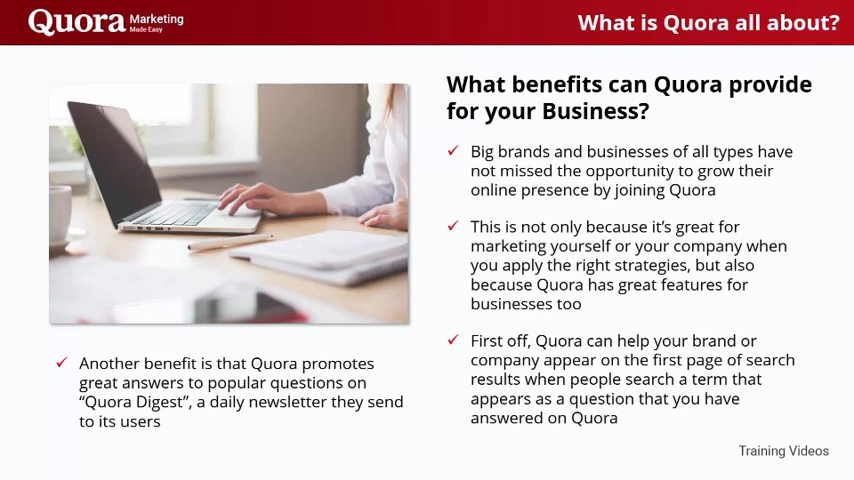 Quora Marketing
Made Easy
What is Quora all about?
What benefits can Quora provide
for your Business?
✓ Big brands and businesses of all types have
not missed the opportunity to grow their
online presence by joining Quora
✓ This is not only because it’s great for
marketing yourself or your company when
you apply the right strategies, but also
because Quora has great features for
businesses too
✓ First off, Quora can help your brand or
company appear on the first page of search
results when people search a term that
appears as a question that you have
answered on Quora
✓ Another benefit is that Quora promotes
great answers to popular questions on
“Quora Digest”, a daily newsletter they send
to its users
Training Videos